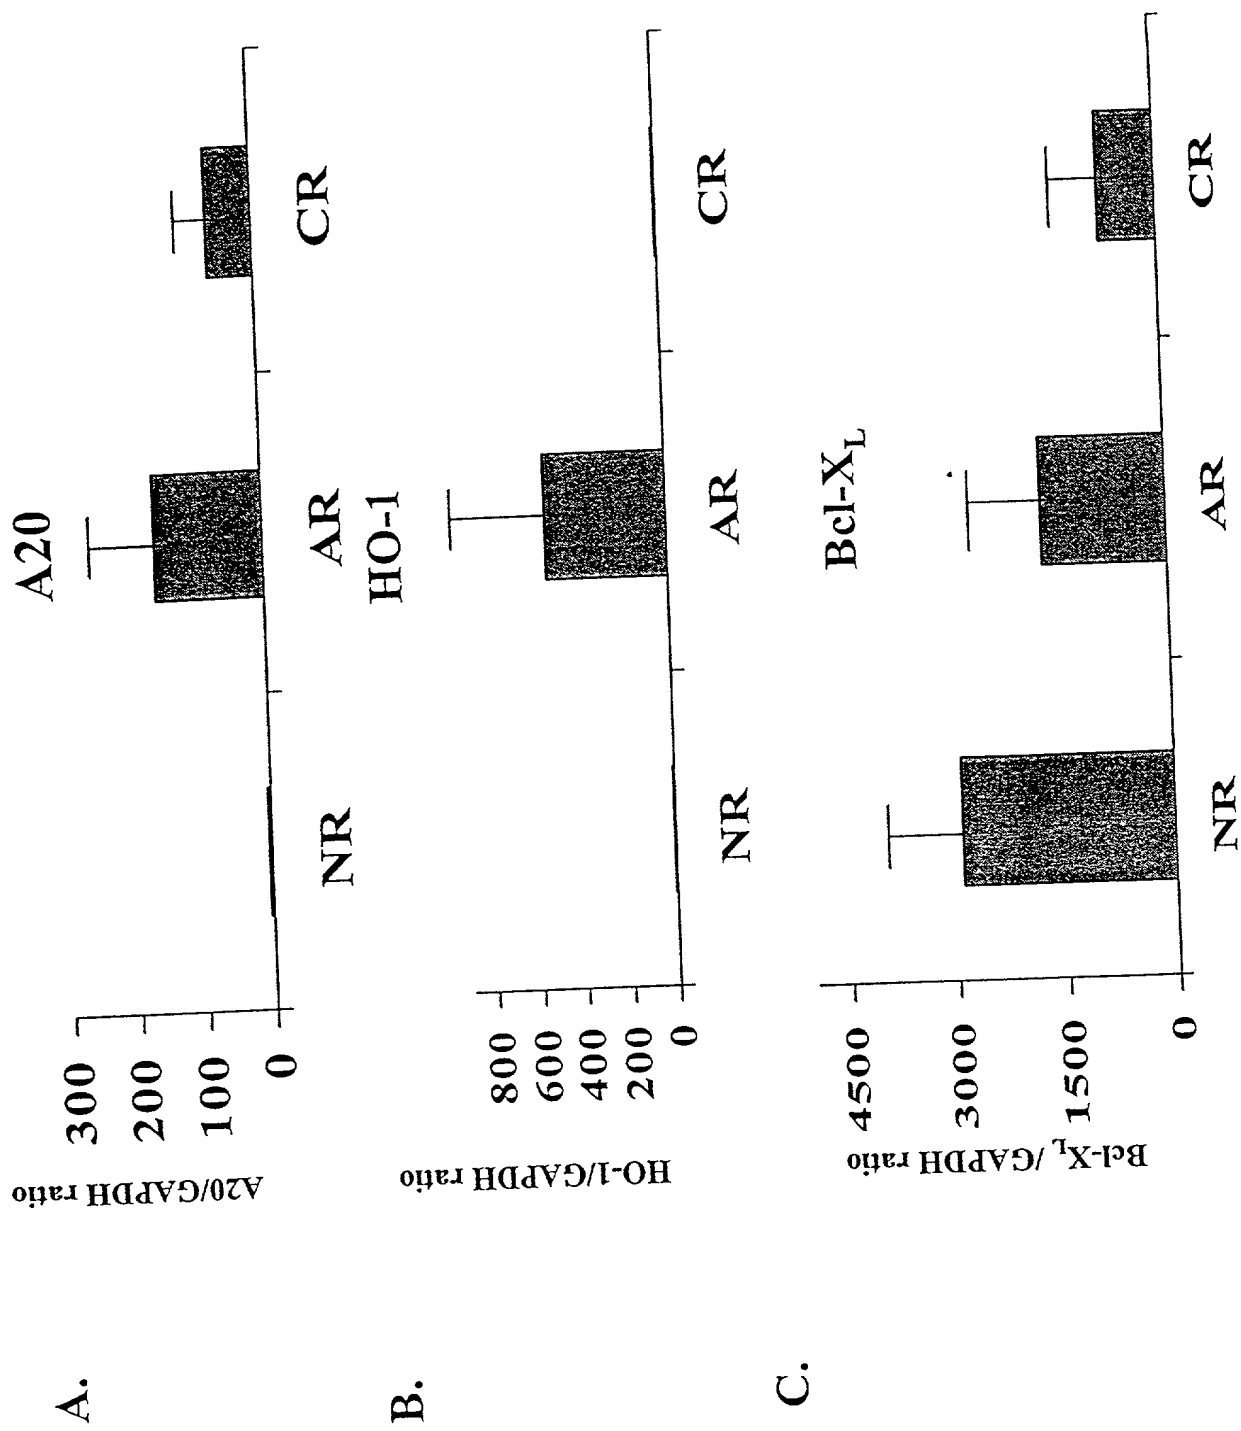 A.
A20
A20/GAPDH ratio
300
200
100
0
NR
AR
CR
B.
HO-1
HO-1/GAPDH ratio
800
600
400
200
0
NR
AR
CR
C.
Bcl-XL
Bcl-XL/GAPDH ratio
4500
3000
1500
0
NR
AR
CR